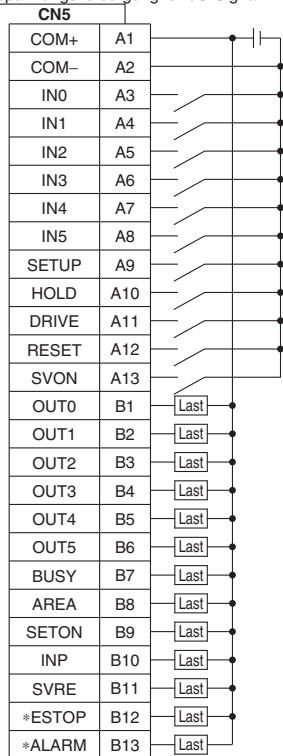 CN5
COM+ A1
COM− A2
IN0 A3
IN1 A4
IN2 A5
IN3 A6
IN4 A7
IN5 A8
SETUP A9
HOLD A10
DRIVE A11
RESET A12
SVON A13
OUT0 B1 Last
OUT1 B2 Last
OUT2 B3 Last
OUT3 B4 Last
OUT4 B5 Last
OUT5 B6 Last
BUSY B7 Last
AREA B8 Last
SETON B9 Last
INP B10 Last
SVRE B11 Last
∗ESTOP B12 Last
∗ALARM B13 Last